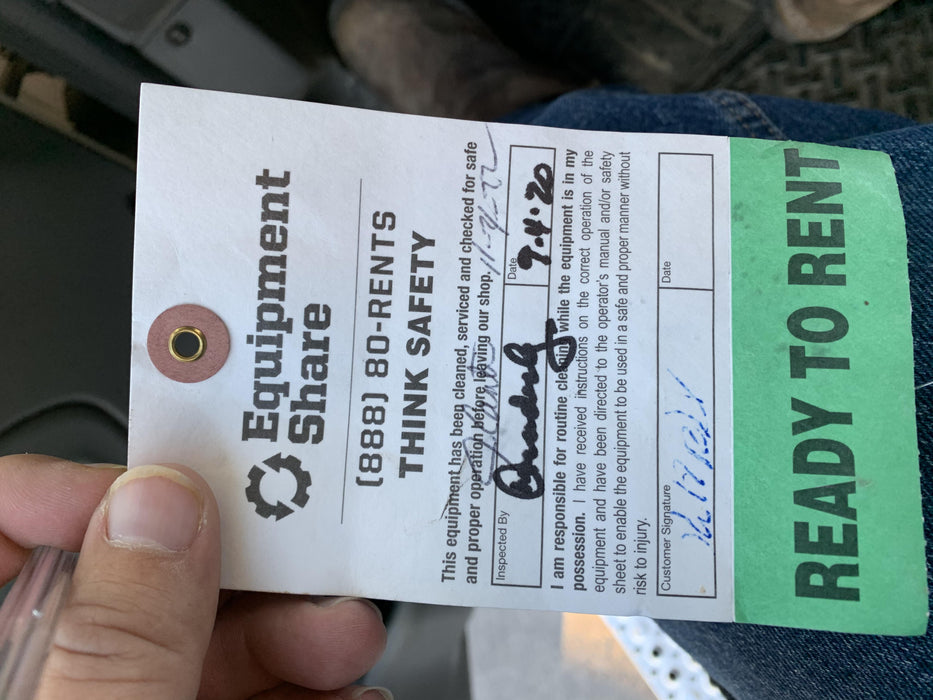 Equipment
Share
(888) 80-RENTS
THINK SAFETY
This equipment has been cleaned, serviced and checked for safe
and proper operation before leaving our shop. 11-21-22
Inspected By
Date
9.4.20
I am responsible for routine cleaning while the equipment is in my
possession. I have received instructions on the correct operation of the
equipment and have been directed to the operator's manual and/or safety
sheet to enable the equipment to be used in a safe and proper manner without
risk to injury.
Customer Signature
Date
READY TO RENT